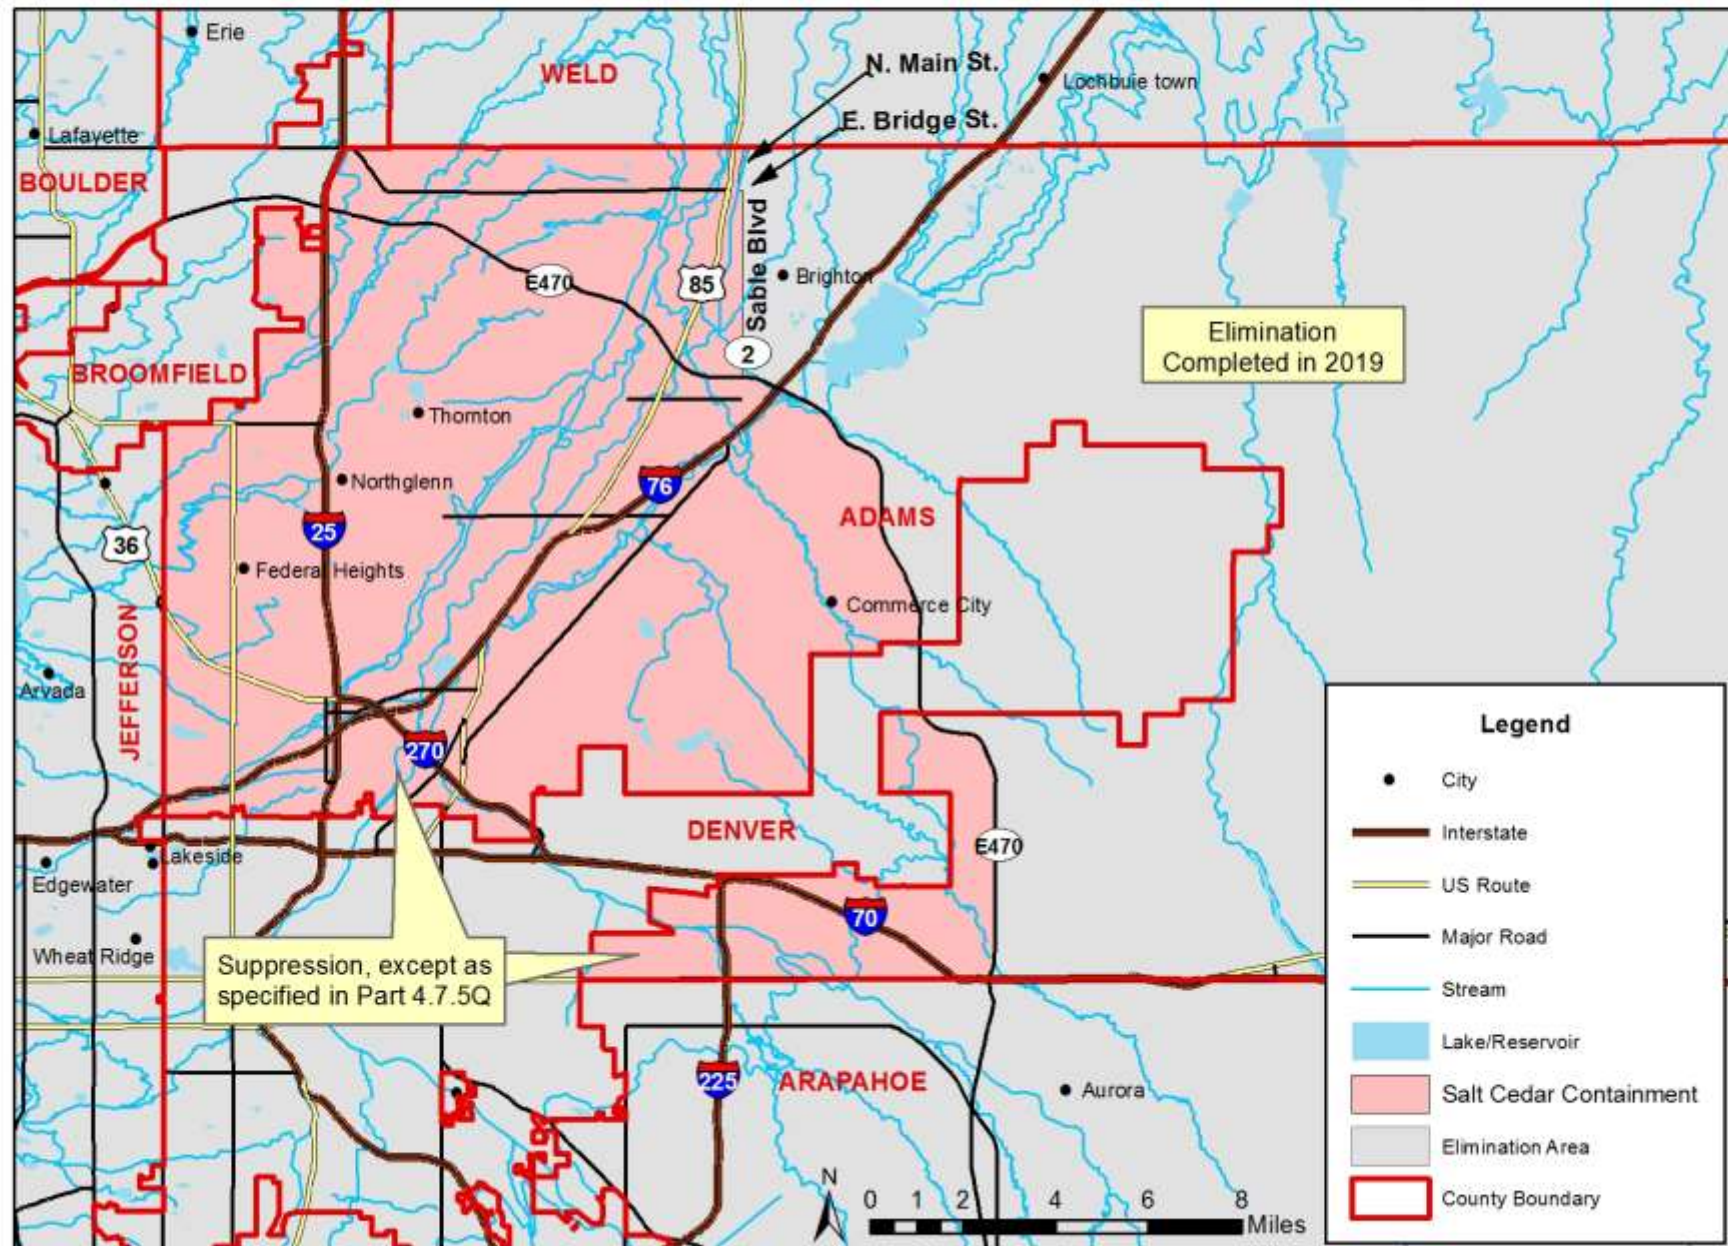 Erie
WELD
N. Main St.
Lochbuie town
E. Bridge St.
Lafayette
BOULDER
Sable Blvd
E470
85
Brighton
2
Elimination
Completed in 2019
BROOMFIELD
Thornton
Northglenn
76
25
ADAMS
36
Federal Heights
Commerce City
JEFFERSON
Arvada
270
DENVER
E470
Lakeside
Edgewater
70
Wheat Ridge
Suppression, except as
specified in Part 4.7.5Q
225
ARAPAHOE
Aurora
N
0 1 2 4 6 8
Miles
Legend
City
Interstate
US Route
Major Road
Stream
Lake/Reservoir
Salt Cedar Containment
Elimination Area
County Boundary